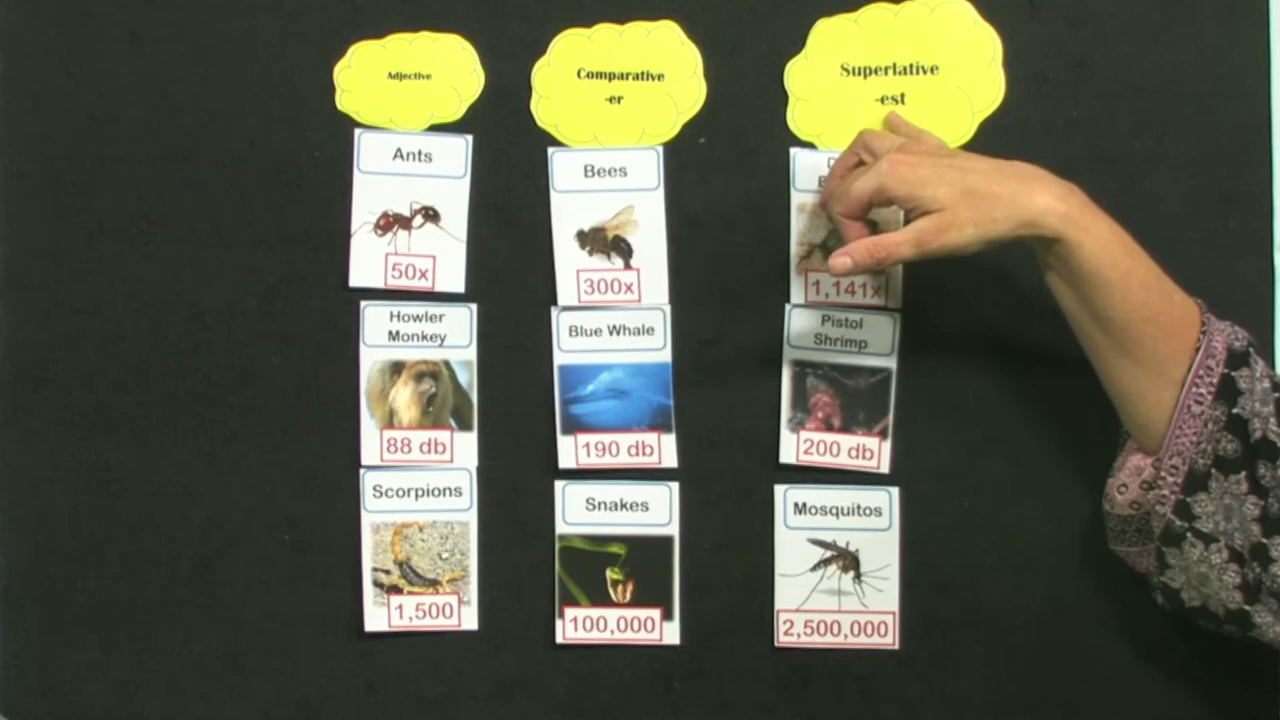 Adjective
Comparative
-er
Superlative
-est
Ants
50x
Bees
300x
1,141x
Howler
Monkey
88 db
Blue Whale
190 db
Pistol
Shrimp
200 db
Scorpions
1,500
Snakes
100,000
Mosquitos
2,500,000